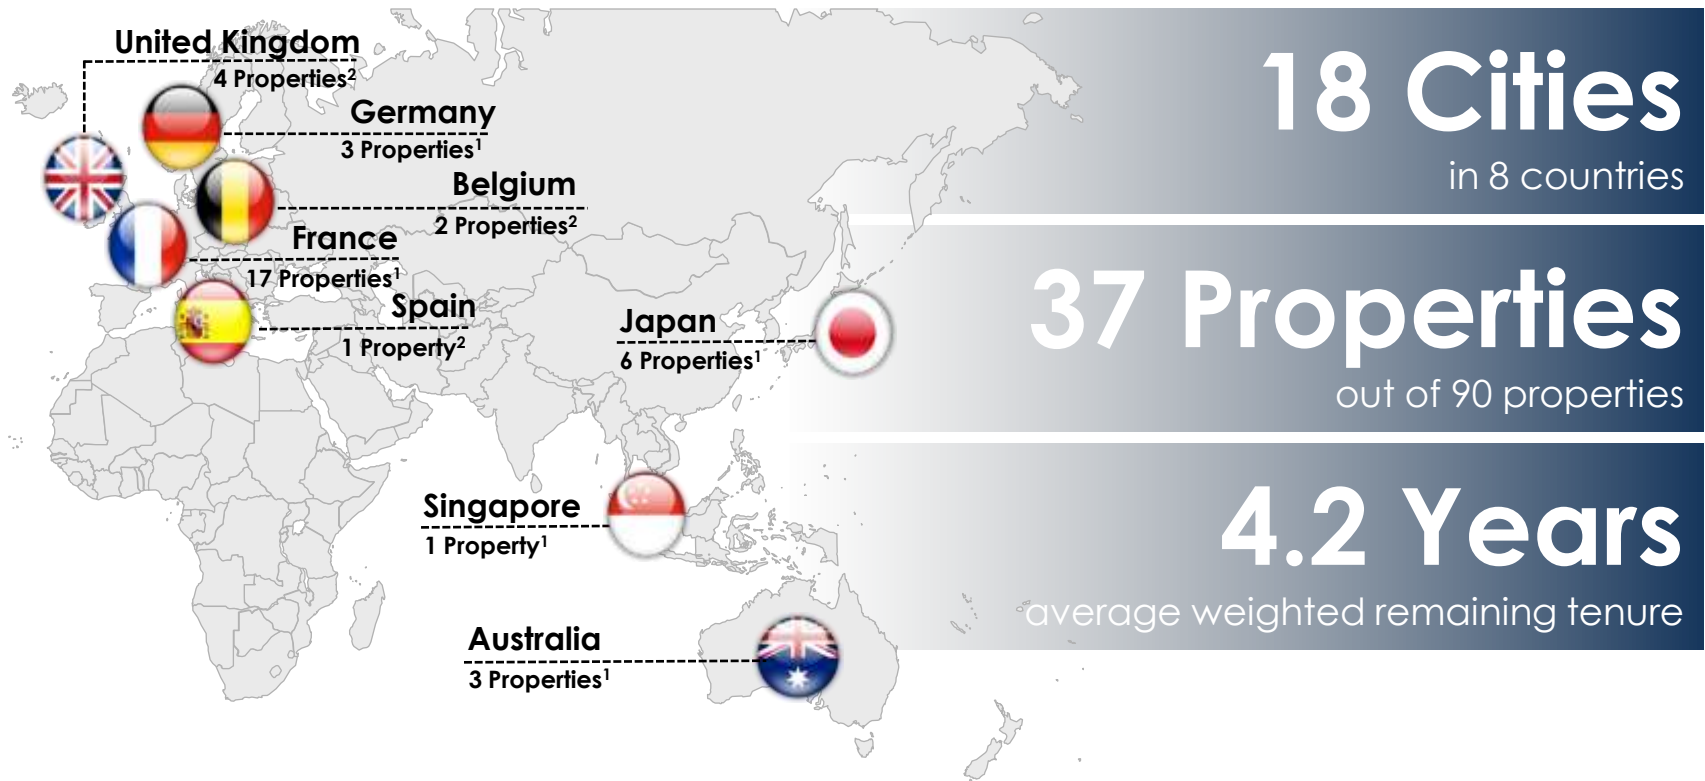 United Kingdom
4 Properties²
Germany
3 Properties¹
Belgium
2 Properties²
France
17 Properties¹
Spain
1 Property²
Japan
6 Properties¹
Singapore
1 Property¹
Australia
3 Properties¹
18 Cities
in 8 countries
37 Properties
out of 90 properties
4.2 Years
average weighted remaining tenure